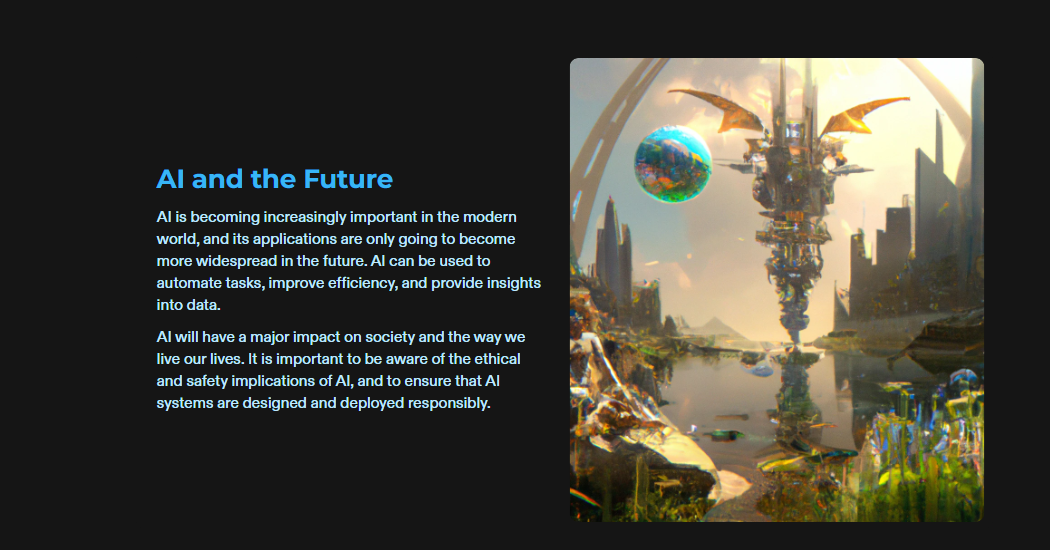 AI and the Future
AI is becoming increasingly important in the modern
world, and its applications are only going to become
more widespread in the future. AI can be used to
automate tasks, improve efficiency, and provide insights
into data.
AI will have a major impact on society and the way we
live our lives. It is important to be aware of the ethical
and safety implications of AI, and to ensure that AI
systems are designed and deployed responsibly.